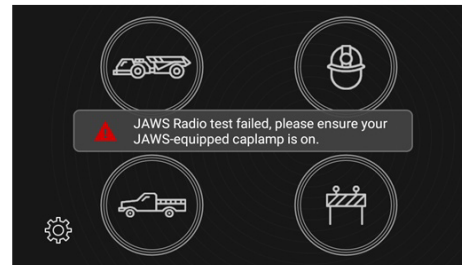 JAWS Radio test failed, please ensure your
JAWS-equipped caplamp is on.